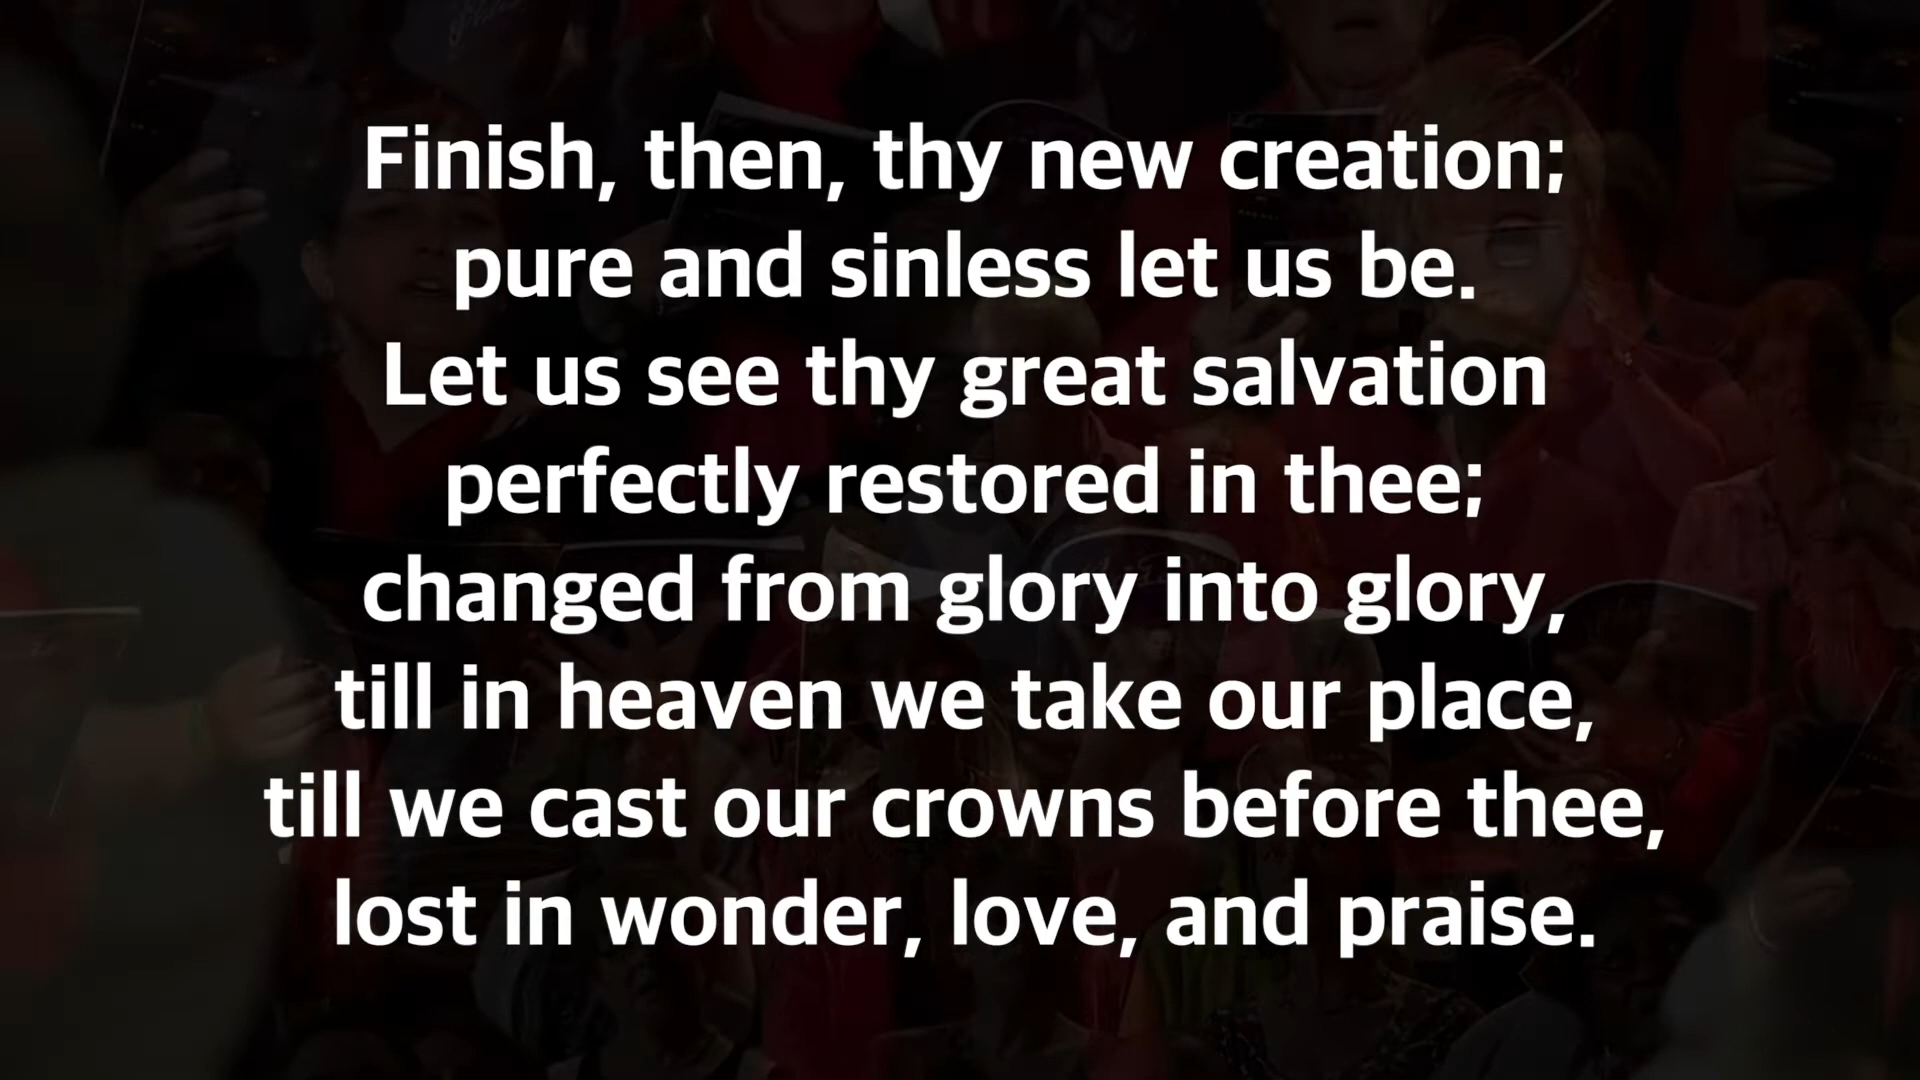 Finish, then, thy new creation;
pure and sinless let us be.
Let us see thy great salvation
perfectly restored in thee;
changed from glory into glory,
till in heaven we take our place,
till we cast our crowns before thee,
lost in wonder, love, and praise.